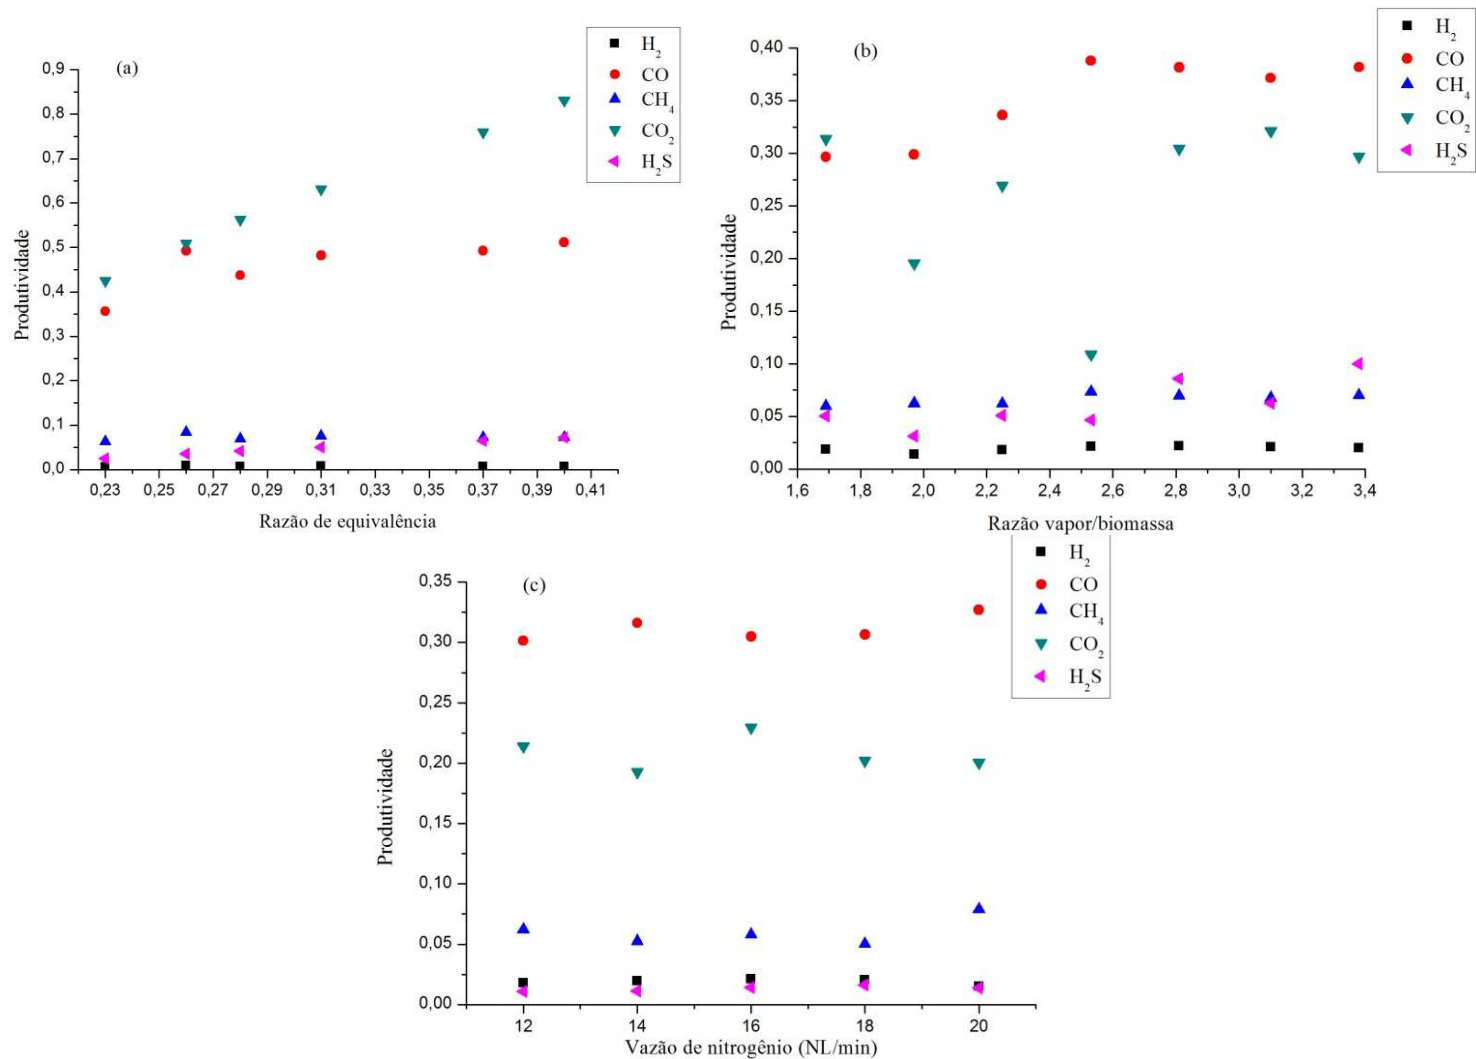 (a)
H2
CO
CH4
CO2
H2S
0,9
0,8
0,7
0,6
0,5
0,4
0,3
0,2
0,1
0,0
Produtividade
0,23 0,25 0,27 0,29 0,31 0,33 0,35 0,37 0,39 0,41
Razão de equivalência
(b)
H2
CO
CH4
CO2
H2S
0,40
0,35
0,30
0,25
0,20
0,15
0,10
0,05
0,00
Produtividade
1,6 1,8 2,0 2,2 2,4 2,6 2,8 3,0 3,2 3,4
Razão vapor/biomassa
(c)
H2
CO
CH4
CO2
H2S
0,35
0,30
0,25
0,20
0,15
0,10
0,05
0,00
Produtividade
12 14 16 18 20
Vazão de nitrogênio (NL/min)